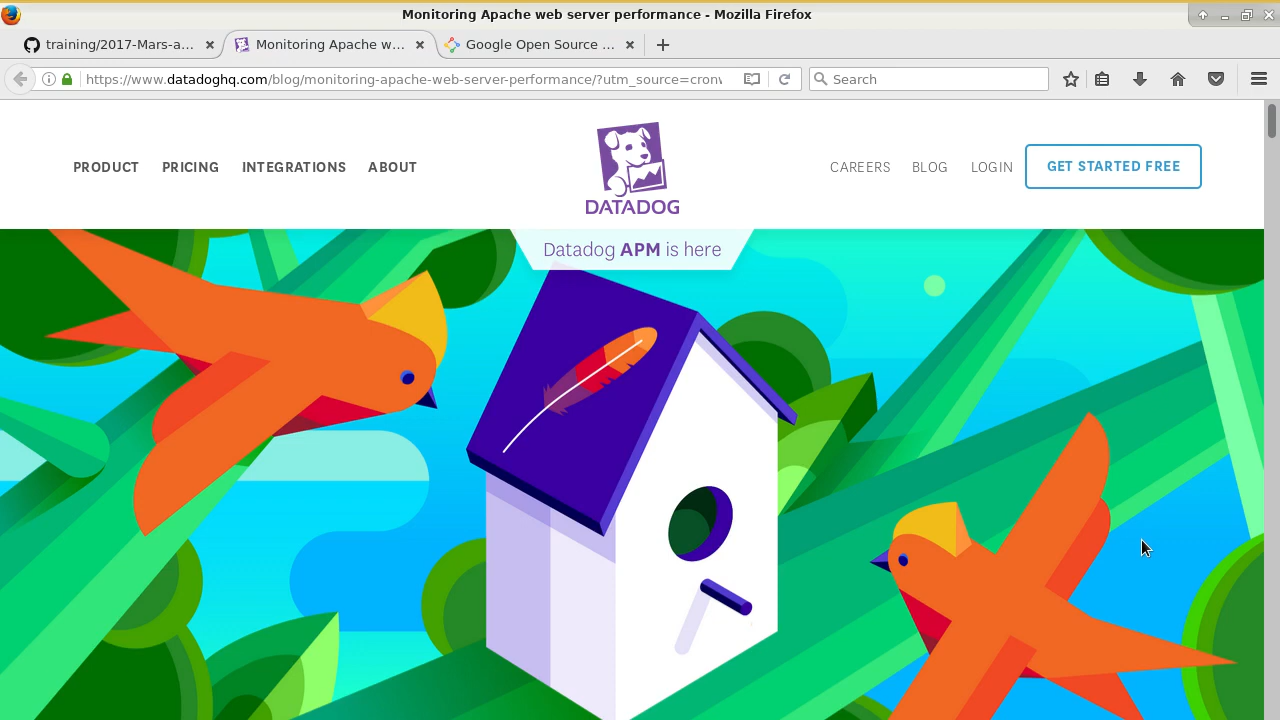 Monitoring Apache web server performance - Mozilla Firefox
training/2017-Mars-a...
Monitoring Apache w...
Google Open Source ...
https://www.datadoghq.com/blog/monitoring-apache-web-server-performance/?utm_source=cronw
Search
PRODUCT PRICING INTEGRATIONS ABOUT
DATADOG
CAREERS BLOG LOGIN GET STARTED FREE
Datadog APM is here